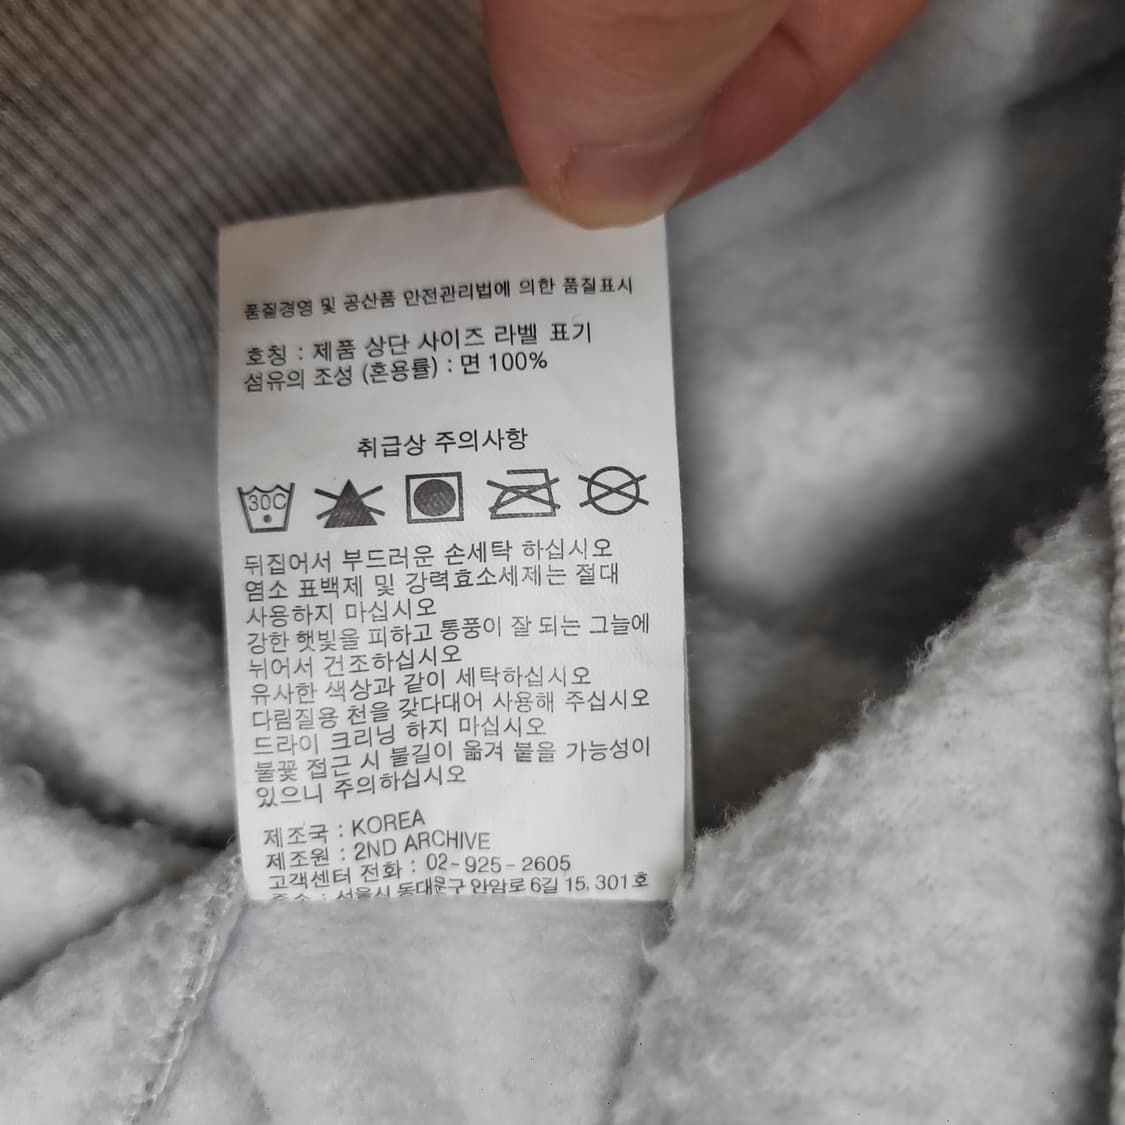 품질경영 및 공산품 안전관리법에 의한 품질표시
호칭 : 제품 상단 사이즈 라벨 표기
섬유의 조성 (혼용률) : 면 100%
취급상 주의사항
30C
뒤집어서 부드러운 손세탁 하십시오
염소 표백제 및 강력효소세제는 절대
사용하지 마십시오
강한 햇빛을 피하고 통풍이 잘 되는 그늘에
뉘어서 건조하십시오
유사한 색상과 같이 세탁하십시오
다림질용 천을 갖다대어 사용해 주십시오
드라이 크리닝 하지 마십시오
불꽃 접근 시 불길이 옮겨 붙을 가능성이
있으니 주의하십시오
제조국 : KOREA
제조원 : 2ND ARCHIVE
고객센터 전화 : 02-925-2605
주소 : 서울시 동대문구 안암로 6길 15, 301호